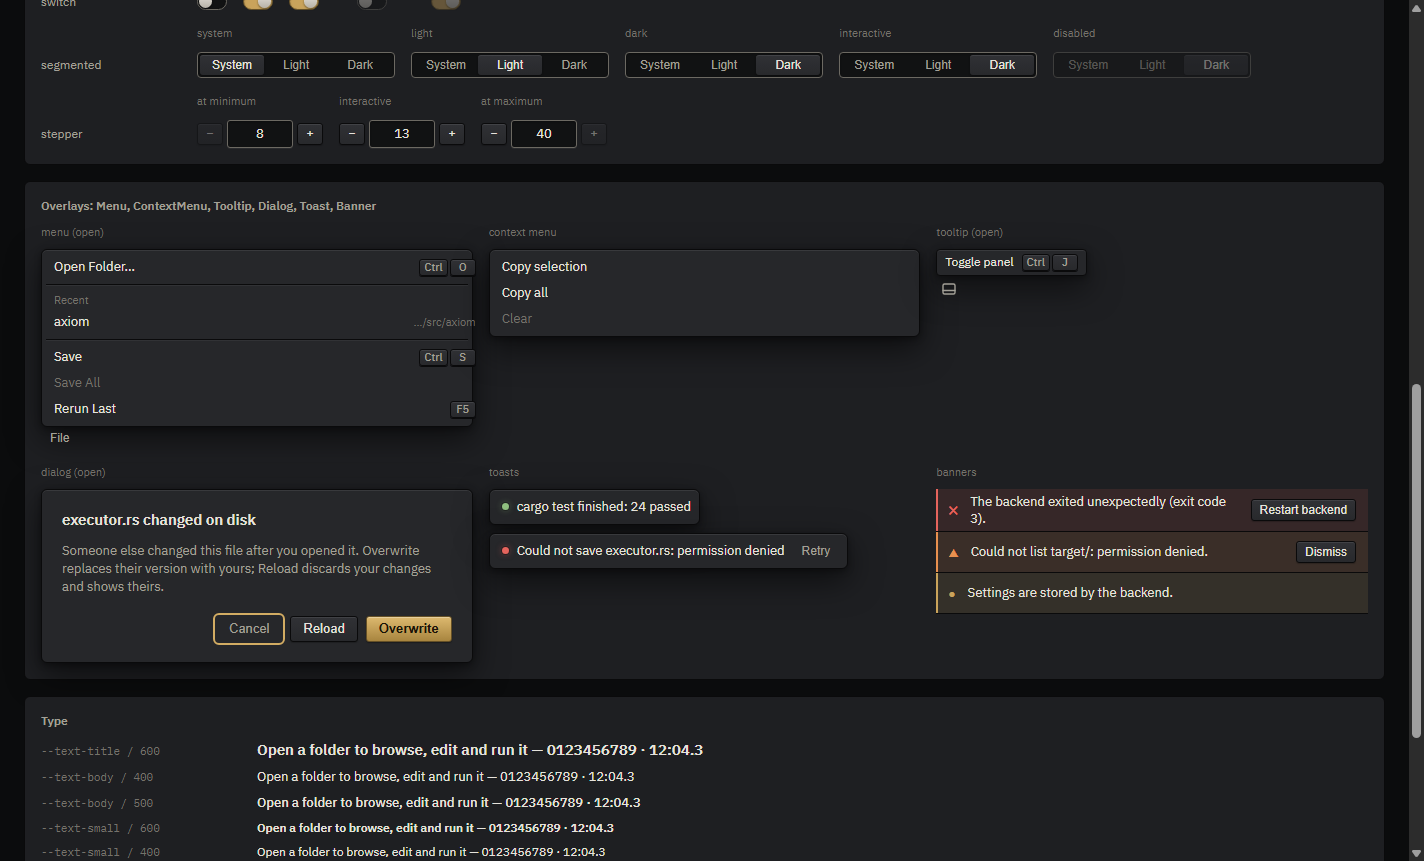 switch
system light dark interactive disabled
segmented System Light Dark System Light Dark System Light Dark System Light Dark System Light Dark
at minimum interactive at maximum
stepper − 8 + − 13 + − 40 +
Overlays: Menu, ContextMenu, Tooltip, Dialog, Toast, Banner
menu (open)
Open Folder... Ctrl O
Recent
axiom .../src/axiom
Save Ctrl S
Save All
Rerun Last F5
File
context menu
Copy selection
Copy all
Clear
tooltip (open)
Toggle panel Ctrl J
dialog (open)
executor.rs changed on disk
Someone else changed this file after you opened it. Overwrite
replaces their version with yours; Reload discards your changes
and shows theirs.
Cancel Reload Overwrite
toasts
cargo test finished: 24 passed
Could not save executor.rs: permission denied Retry
banners
The backend exited unexpectedly (exit code
3).
Restart backend
Could not list target/: permission denied. Dismiss
Settings are stored by the backend.
Type
--text-title / 600 Open a folder to browse, edit and run it — 0123456789 · 12:04.3
--text-body / 400 Open a folder to browse, edit and run it — 0123456789 · 12:04.3
--text-body / 500 Open a folder to browse, edit and run it — 0123456789 · 12:04.3
--text-small / 600 Open a folder to browse, edit and run it — 0123456789 · 12:04.3
--text-small / 400 Open a folder to browse, edit and run it — 0123456789 · 12:04.3